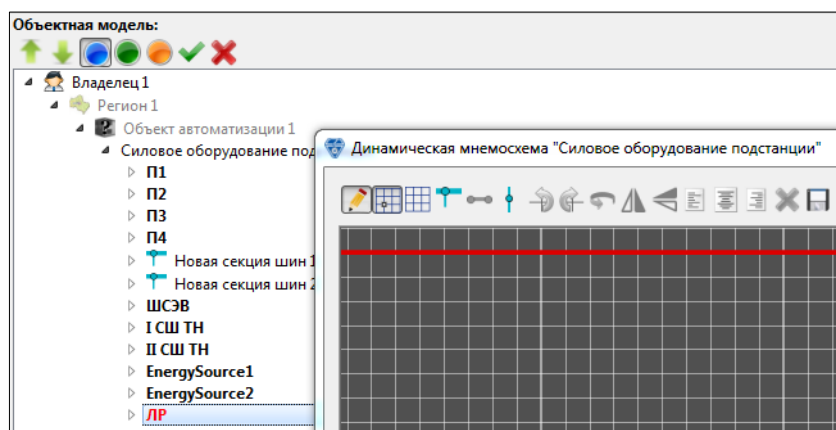 Объектная модель:
Владелец 1
Регион 1
Объект автоматизации 1
Силовое оборудование под
Динамическая мнемосхема "Силовое оборудование подстанции"
П1
П2
П3
П4
Новая секция шин 1
Новая секция шин 2
ШСЭВ
I СШ ТН
II СШ ТН
EnergySource1
EnergySource2
ЛР